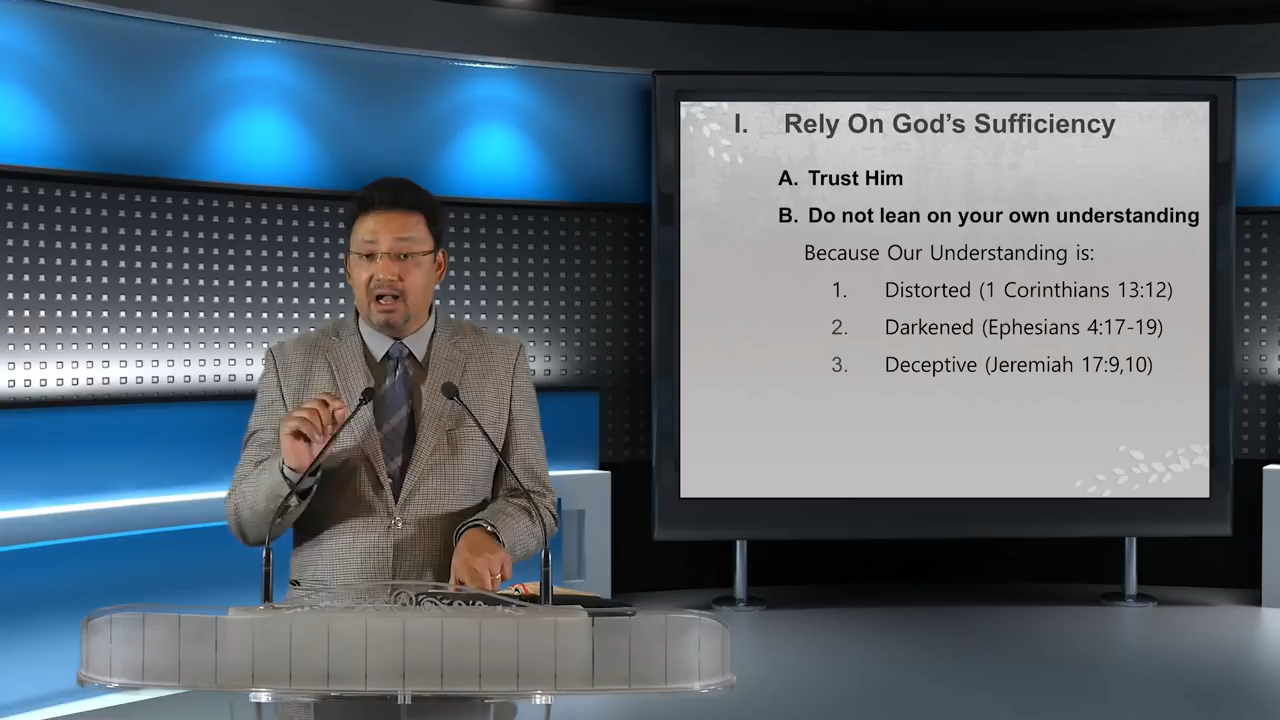 I. Rely On God's Sufficiency
A. Trust Him
B. Do not lean on your own understanding
Because Our Understanding is:
1. Distorted (1 Corinthians 13:12)
2. Darkened (Ephesians 4:17-19)
3. Deceptive (Jeremiah 17:9,10)